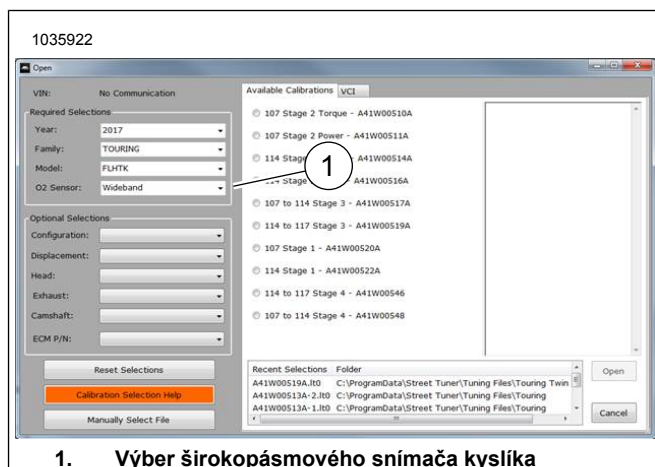 1035922
Open
VIN: No Communication
Required Selections
Year: 2017
Family: TOURING
Model: FLHTK
O2 Sensor: Wideband
Optional Selections
Configuration:
Displacement:
Head:
Exhaust:
Camshaft:
ECM P/N:
Reset Selections
Calibration Selection Help
Manually Select File
Available Calibrations VCI
107 Stage 2 Torque - A41W00510A
107 Stage 2 Power - A41W00511A
114 Stage - A41W00514A
114 Stage A41W00516A
107 to 114 Stage 3 - A41W00517A
114 to 117 Stage 3 - A41W00519A
107 Stage 1 - A41W00520A
114 Stage 1 - A41W00522A
114 to 117 Stage 4 - A41W00546
107 to 114 Stage 4 - A41W00548
1
Recent Selections Folder
A41W00519A.lt0 C:\ProgramData\Street Tuner\Tuning Files\Touring Twin
A41W00513A-2.lt0 C:\ProgramData\Street Tuner\Tuning Files\Touring
A41W00513A-1.lt0 C:\ProgramData\Street Tuner\Tuning Files\Touring
Open
Cancel
1. Výber širokopásmového snímača kyslíka